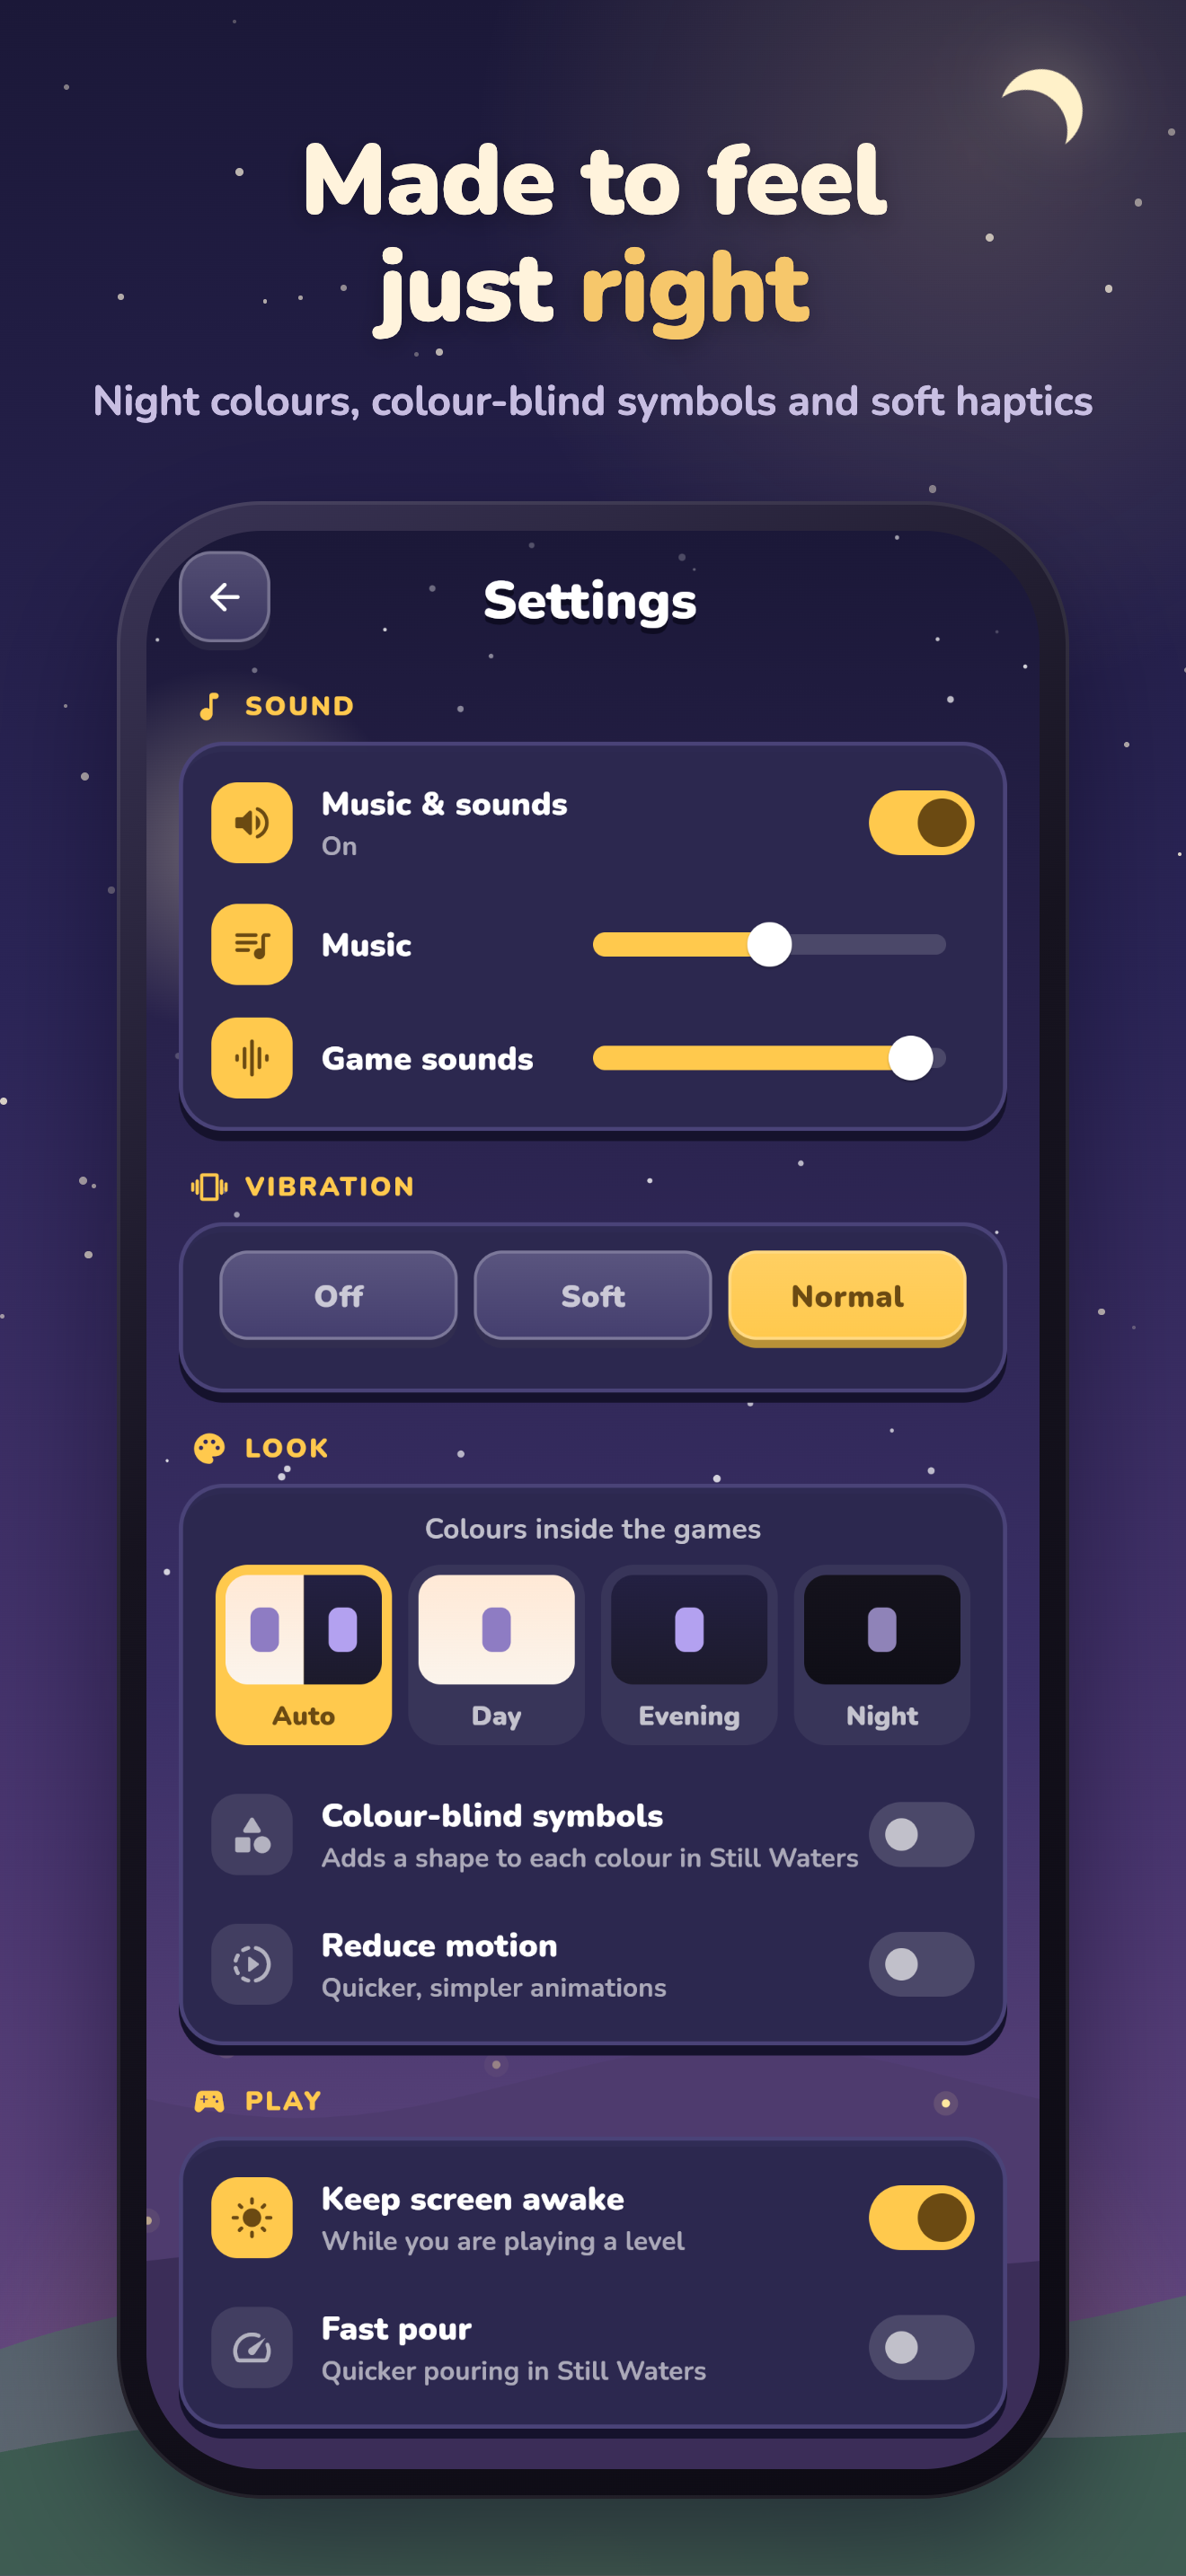 Made to feel
just right
Night colours, colour-blind symbols and soft haptics
Settings
SOUND
Music & sounds
On
Music
Game sounds
VIBRATION
Off
Soft
Normal
LOOK
Colours inside the games
Auto
Day
Evening
Night
Colour-blind symbols
Adds a shape to each colour in Still Waters
Reduce motion
Quicker, simpler animations
PLAY
Keep screen awake
While you are playing a level
Fast pour
Quicker pouring in Still Waters